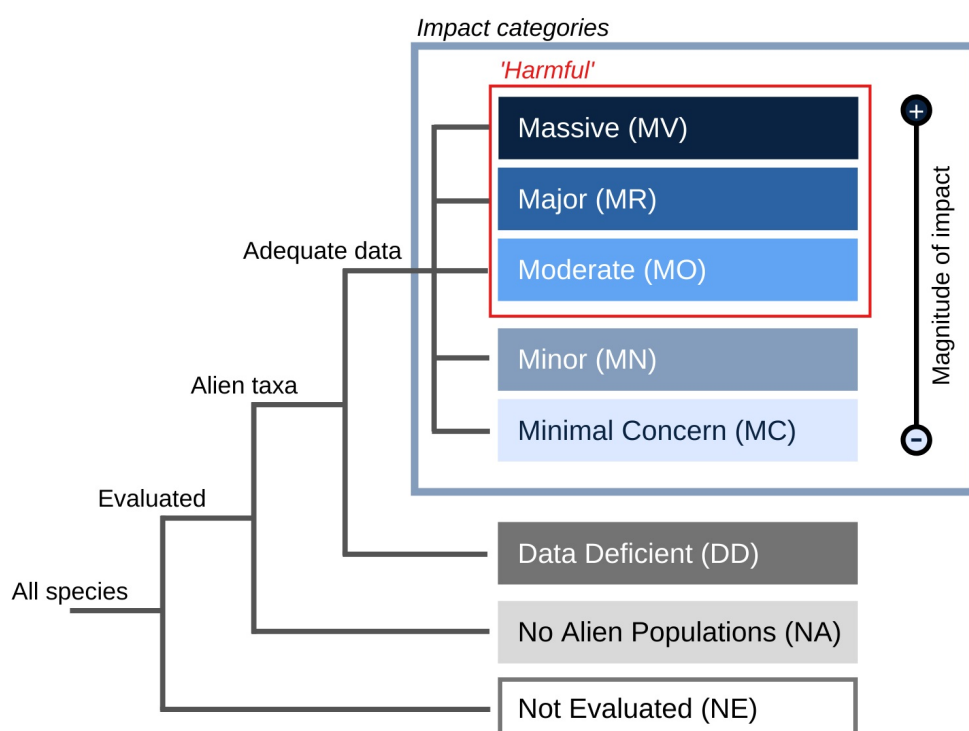 Impact categories
'Harmful'
Massive (MV)
Major (MR)
Adequate data
Moderate (MO)
Magnitude of impact
+
Minor (MN)
Alien taxa
Minimal Concern (MC)
−
Evaluated
Data Deficient (DD)
All species
No Alien Populations (NA)
Not Evaluated (NE)